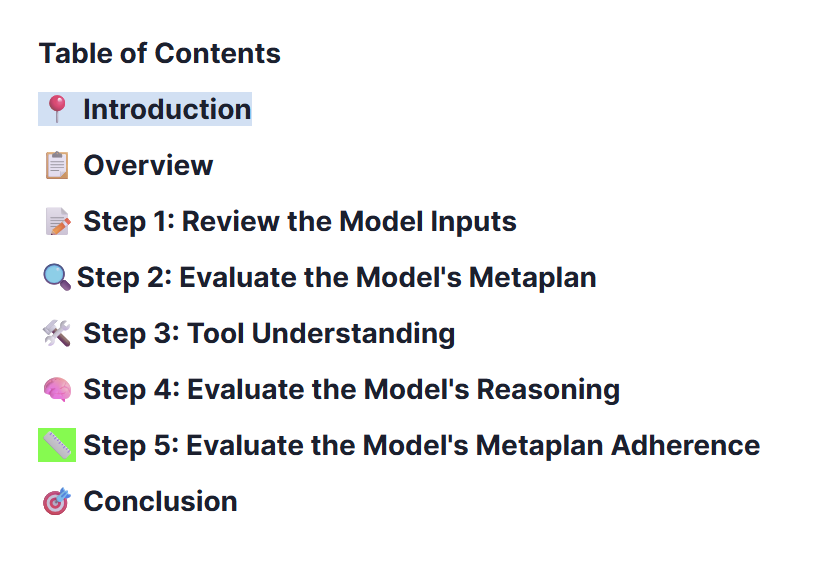 Table of Contents
📍 Introduction
📋 Overview
📝 Step 1: Review the Model Inputs
🔍 Step 2: Evaluate the Model's Metaplan
🛠️ Step 3: Tool Understanding
🧠 Step 4: Evaluate the Model's Reasoning
📏 Step 5: Evaluate the Model's Metaplan Adherence
🎯 Conclusion